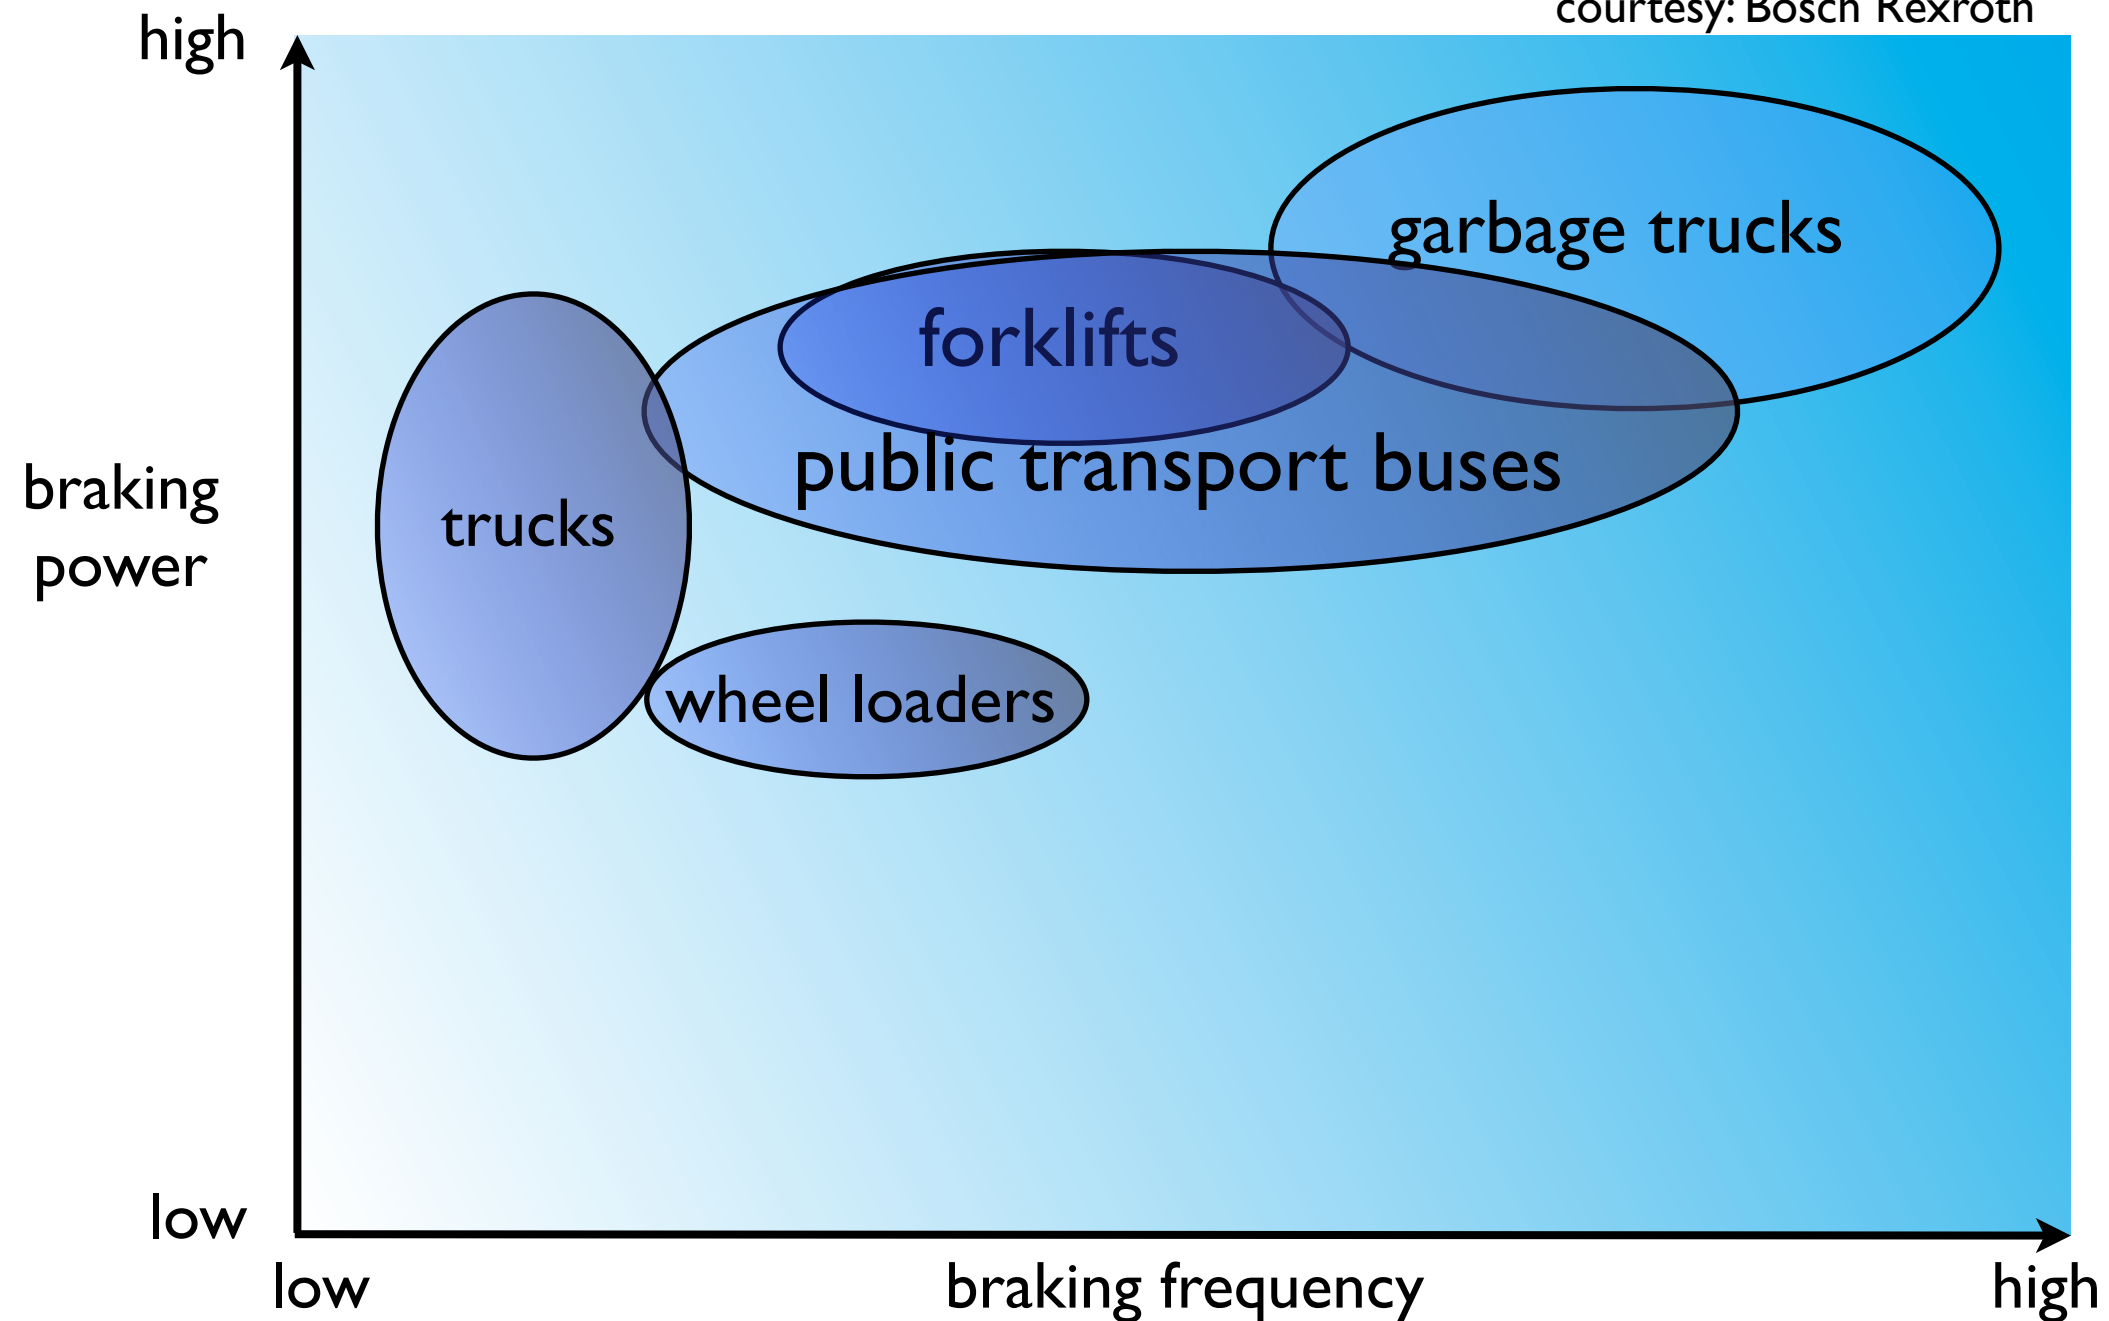 courtesy: Bosch Rexroth
high
garbage trucks
forklifts
public transport buses
braking
power
trucks
wheel loaders
low
low
braking frequency
high